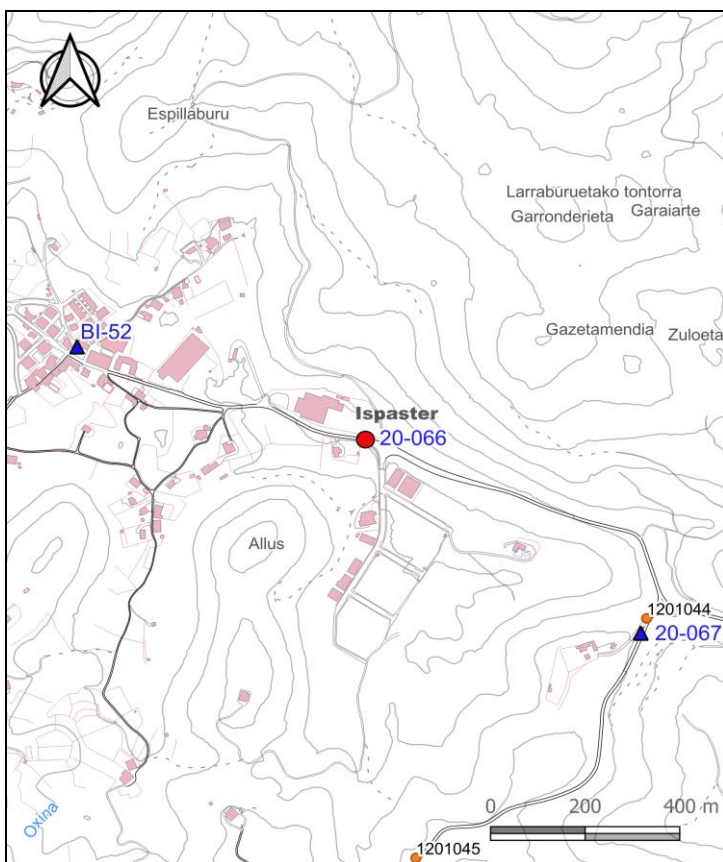 Espillaburu
Larraburuetako tontorra
Garronderieta
Garaiarte
BI-52
Gazetamendia
Zuloeta
Ispaster
20-066
Allus
1201044
20-067
0 200 400 m
Oxina
1201045